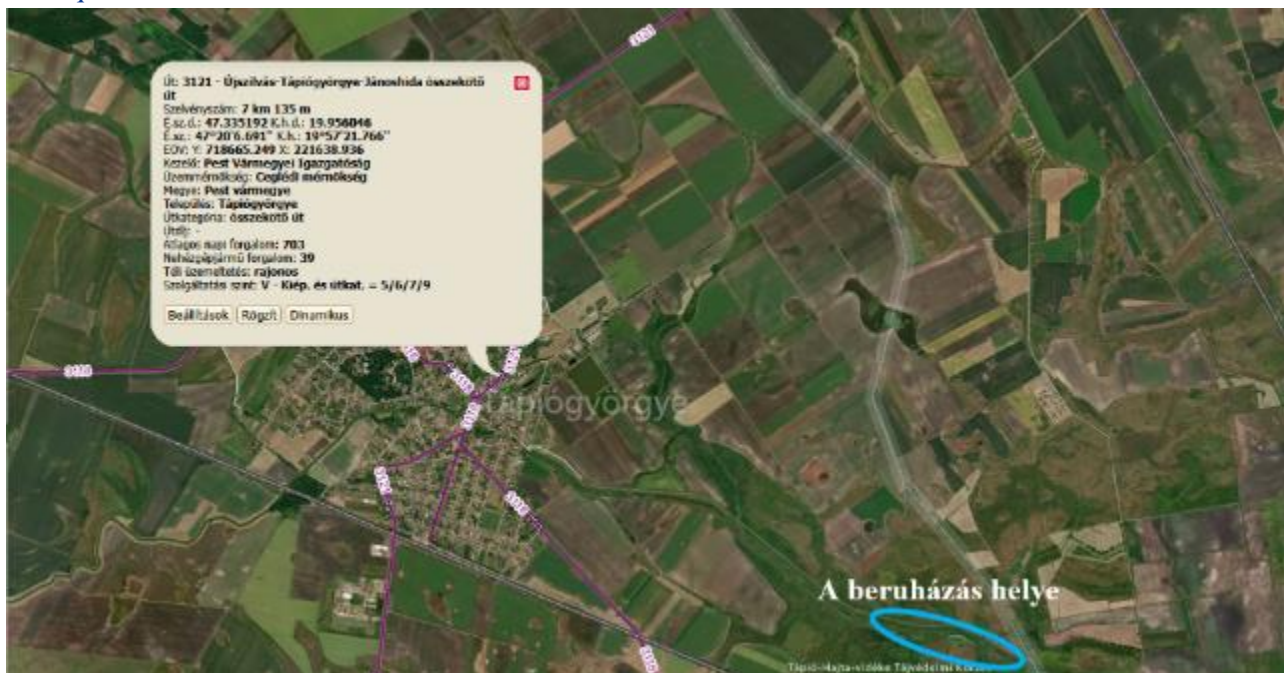 Út: 3121 - Újszilvás-Tápiógyörgye-Jánoshida összekötő
út
Szelvényszám: 7 km 135 m
É.sz.d.: 47.335192 K.h.d.: 19.956046
É.sz.: 47°20'6.691" K.h.: 19°57'21.766"
EOV: Y: 718665.249 X: 221638.936
Kezelő: Pest Vármegyei Igazgatóság
Üzemmérnökség: Ceglédi mérnökség
Megye: Pest vármegye
Település: Tápiógyörgye
Útkategória: összekötő út
Útdíj: -
Átlagos napi forgalom: 703
Nehézgépjármű forgalom: 39
Téli üzemeltetés: rajonos
Szolgáltatási szint: V - Kiép. és útkat. = 5/6/7/9
Beállítások Rögzít Dinamikus
3121
Tápiógyörgye
A beruházás helye
Tápió-Hajta-vidéke Tájvédelmi